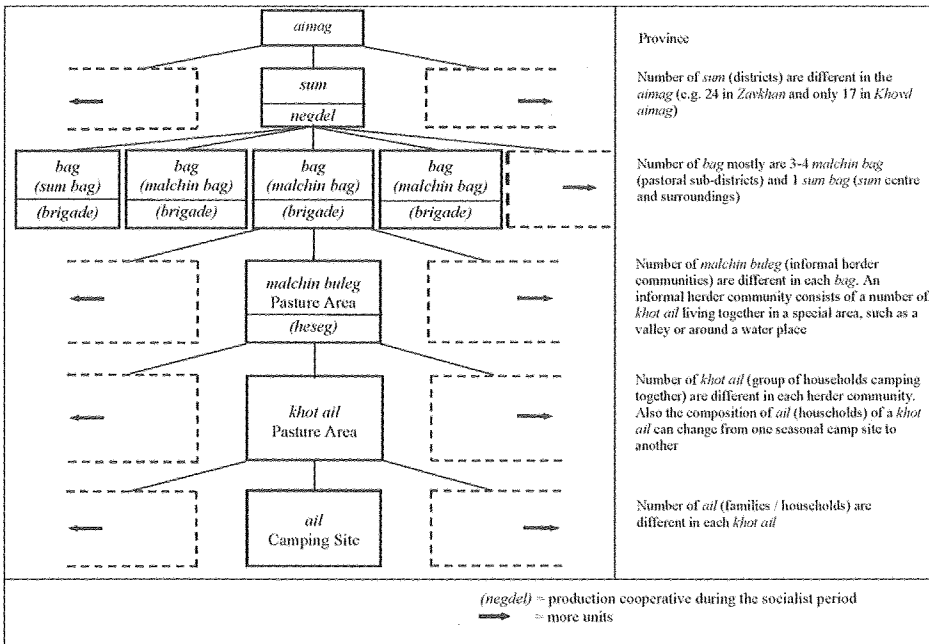 aimag
Province
sum
negdel
Number of sum (districts) are different in the
aimag (e.g. 24 in Zavkhan and only 17 in Khovd
aimag)
bag
(sum bag)
(brigade)
bag
(malchin bag)
(brigade)
bag
(malchin bag)
(brigade)
bag
(malchin bag)
(brigade)
Number of bag mostly are 3-4 malchin bag
(pastoral sub-districts) and 1 sum bag (sum centre
and surroundings)
malchin buleg
Pasture Area
(heseg)
Number of malchin buleg (informal herder
communities) are different in each bag. An
informal herder community consists of a number of
khot ail living together in a special area, such as a
valley or around a water place
khot ail
Pasture Area
Number of khot ail (group of households camping
together) are different in each herder community.
Also the composition of ail (households) of a khot
ail can change from one seasonal camp site to
another
ail
Camping Site
Number of ail (families / households) are
different in each khot ail
(negdel) = production cooperative during the socialist period
= more units